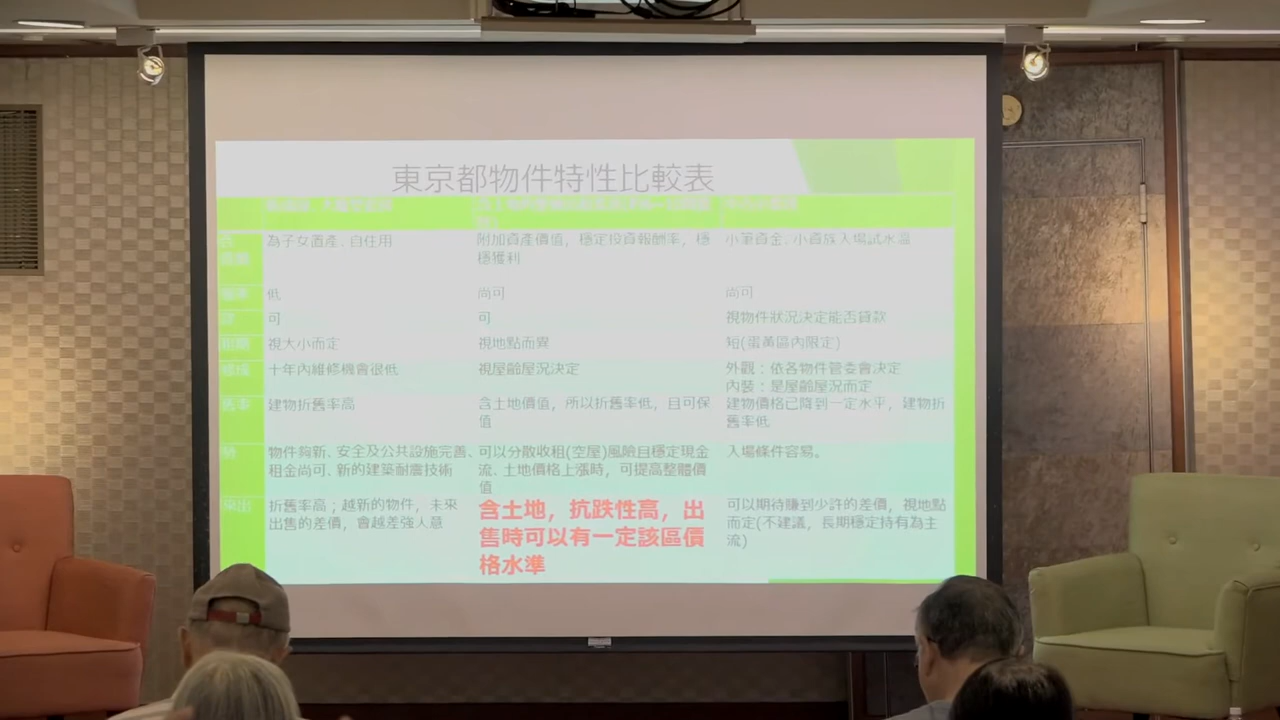 東京都物件特性比較表
為子女置產、自住用
附加資產價值，穩定投資報酬率，穩
穩獲利
小筆資金、小資族入場試水溫
低
尚可
尚可
可
可
視物件狀況決定能否貸款
視大小而定
視地點而異
短(蛋黃區內限定)
十年內維修機會很低
視屋齡屋況決定
外觀：依各物件管委會決定
內裝：是屋齡屋況而定
建物折舊率高
含土地價值，所以折舊率低，且可保
值
建物價格已降到一定水平，建物折
舊率低
物件夠新、安全及公共設施完善、
租金尚可、新的建築耐震技術
可以分散收租(空屋)風險且穩定現金
流、土地價格上漲時，可提高整體價
值
入場條件容易。
折舊率高；越新的物件，未來
出售的差價，會越差強人意
含土地，抗跌性高，出
售時可以有一定該區價
格水準
可以期待賺到少許的差價，視地點
而定(不建議，長期穩定持有為主
流)